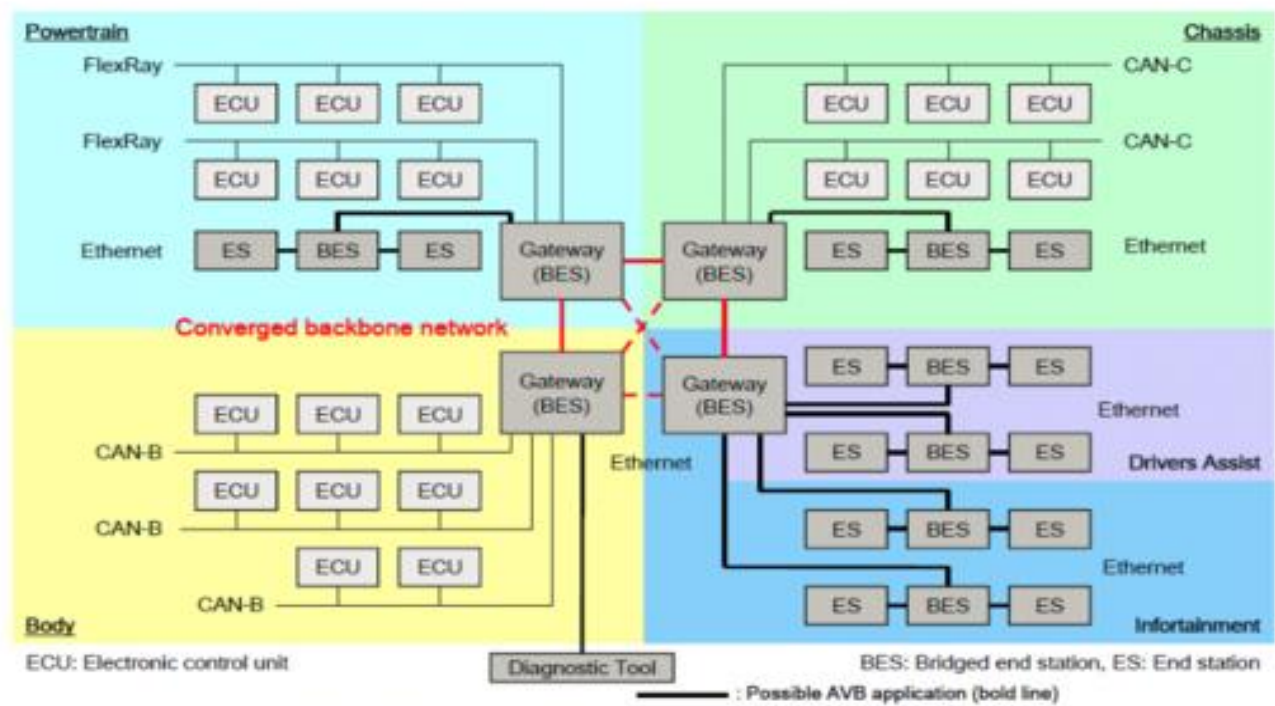 Powertrain
Chassis
FlexRay
CAN-C
ECU ECU ECU
ECU ECU ECU
FlexRay
CAN-C
ECU ECU ECU
ECU ECU ECU
Ethernet
ES BES ES
Gateway
(BES)
Gateway
(BES)
ES BES ES
Ethernet
Converged backbone network
Gateway
(BES)
Gateway
(BES)
ES BES ES
Ethernet
ECU ECU ECU
CAN-B
Ethernet
ES BES ES
Drivers Assist
ECU ECU ECU
CAN-B
ES BES ES
Ethernet
ECU ECU
CAN-B
ES BES ES
Body
Infortainment
ECU: Electronic control unit
Diagnostic Tool
BES: Bridged end station, ES: End station
: Possible AVB application (bold line)